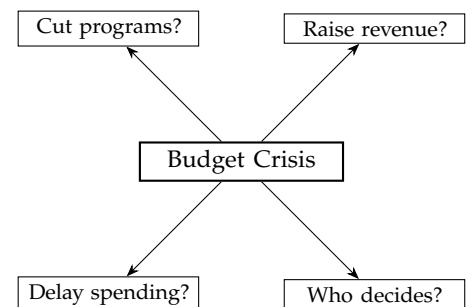 Cut programs?
Raise revenue?
Budget Crisis
Delay spending?
Who decides?